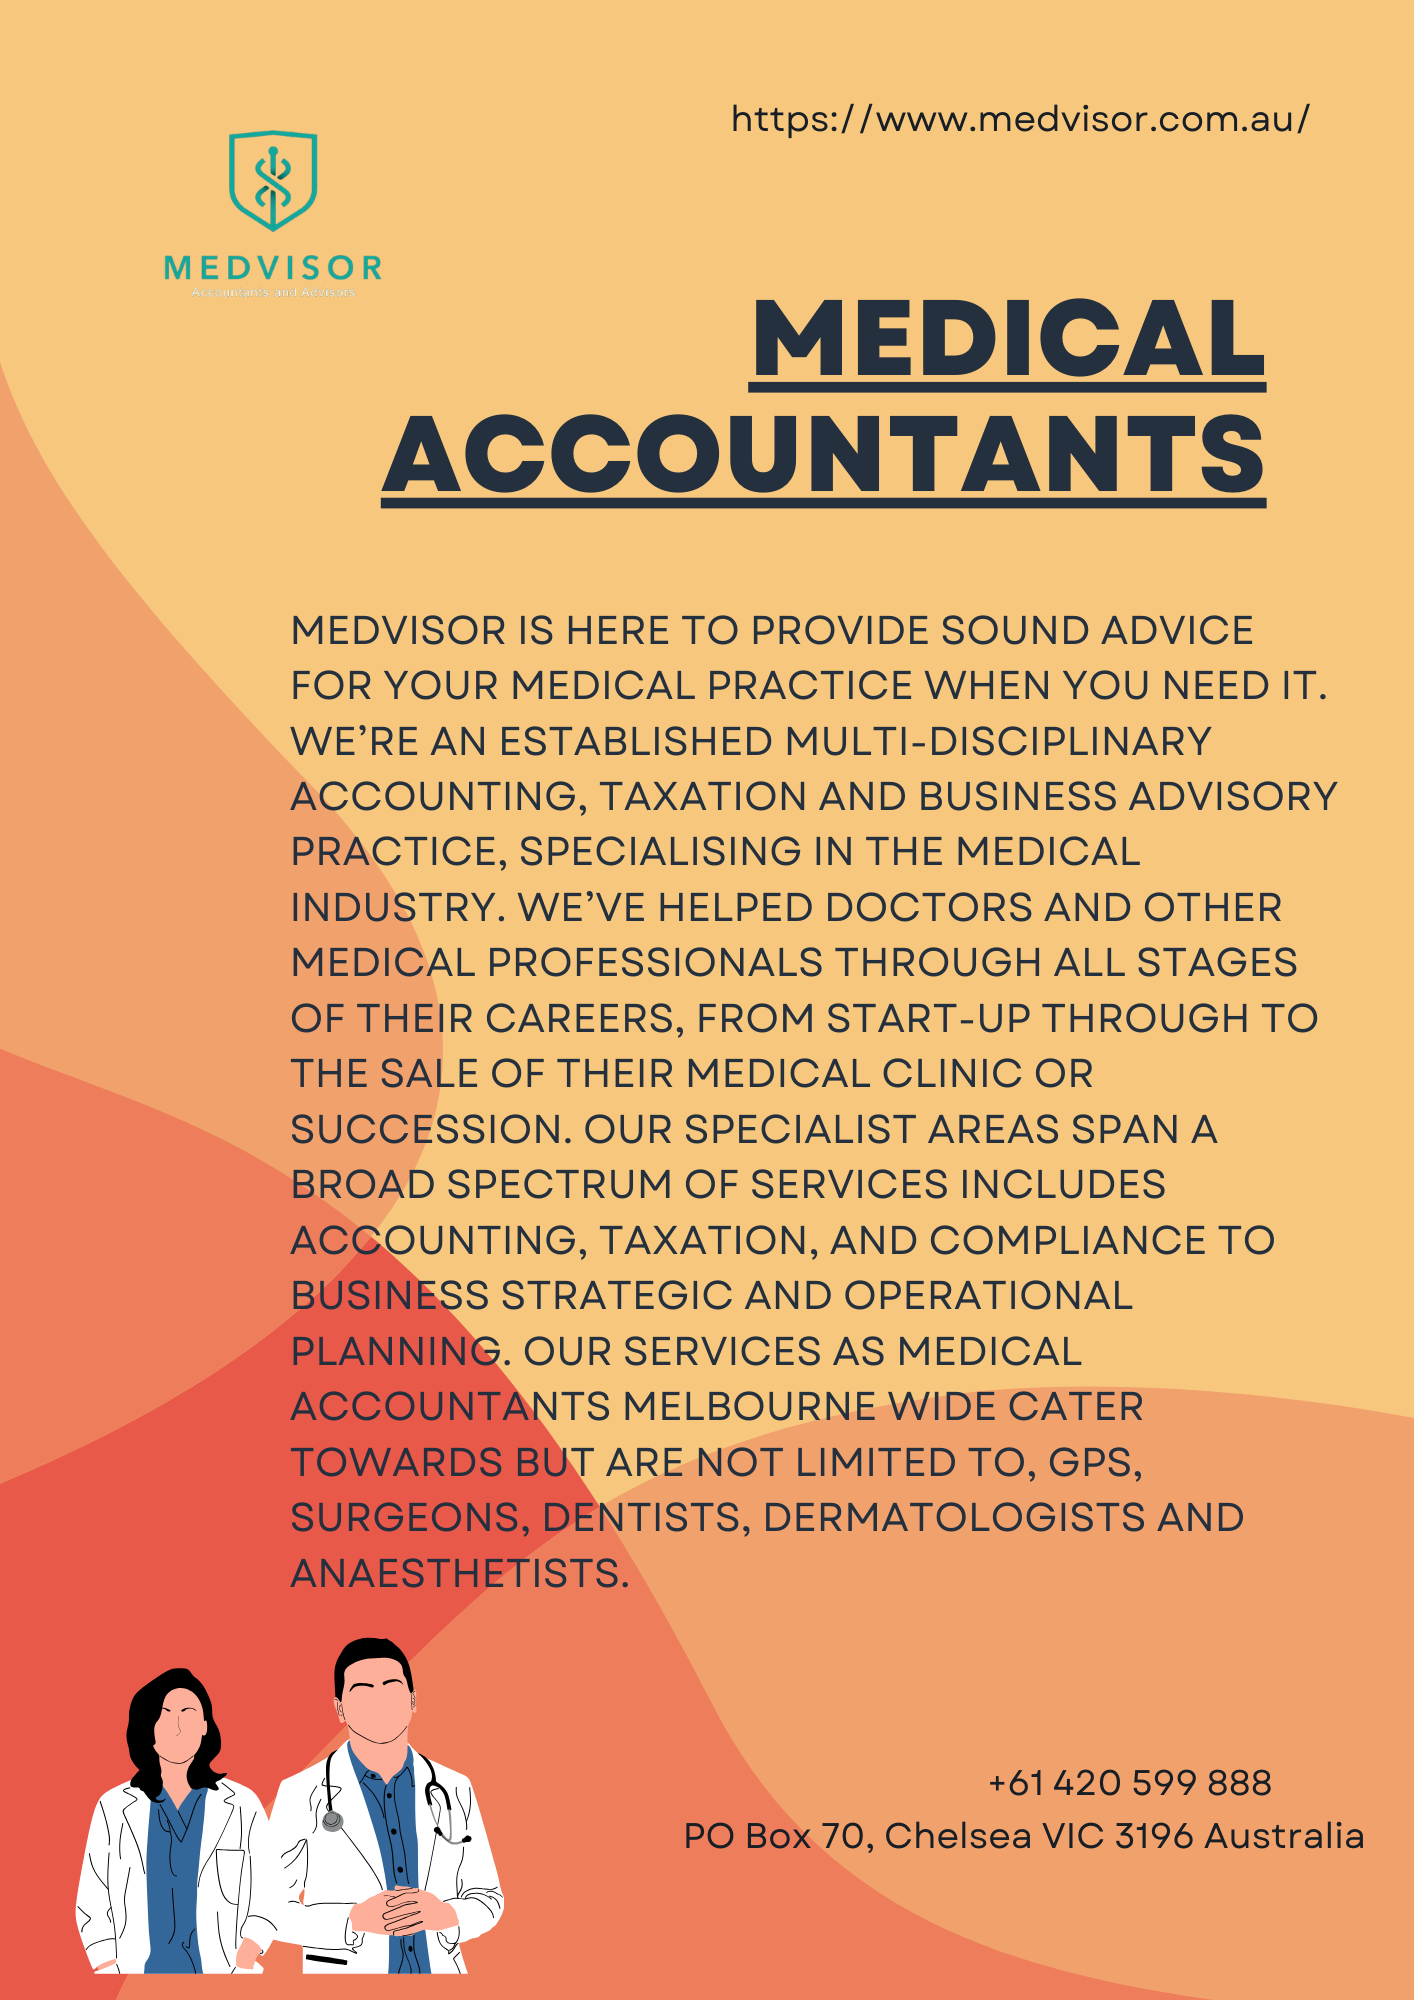 https://www.medvisor.com.au/
MEDVISOR
Accountants and Advisors
MEDICAL
ACCOUNTANTS
MEDVISOR IS HERE TO PROVIDE SOUND ADVICE
FOR YOUR MEDICAL PRACTICE WHEN YOU NEED IT.
WE’RE AN ESTABLISHED MULTI-DISCIPLINARY
ACCOUNTING, TAXATION AND BUSINESS ADVISORY
PRACTICE, SPECIALISING IN THE MEDICAL
INDUSTRY. WE’VE HELPED DOCTORS AND OTHER
MEDICAL PROFESSIONALS THROUGH ALL STAGES
OF THEIR CAREERS, FROM START-UP THROUGH TO
THE SALE OF THEIR MEDICAL CLINIC OR
SUCCESSION. OUR SPECIALIST AREAS SPAN A
BROAD SPECTRUM OF SERVICES INCLUDES
ACCOUNTING, TAXATION, AND COMPLIANCE TO
BUSINESS STRATEGIC AND OPERATIONAL
PLANNING. OUR SERVICES AS MEDICAL
ACCOUNTANTS MELBOURNE WIDE CATER
TOWARDS BUT ARE NOT LIMITED TO, GPS,
SURGEONS, DENTISTS, DERMATOLOGISTS AND
ANAESTHETISTS.
+61 420 599 888
PO Box 70, Chelsea VIC 3196 Australia